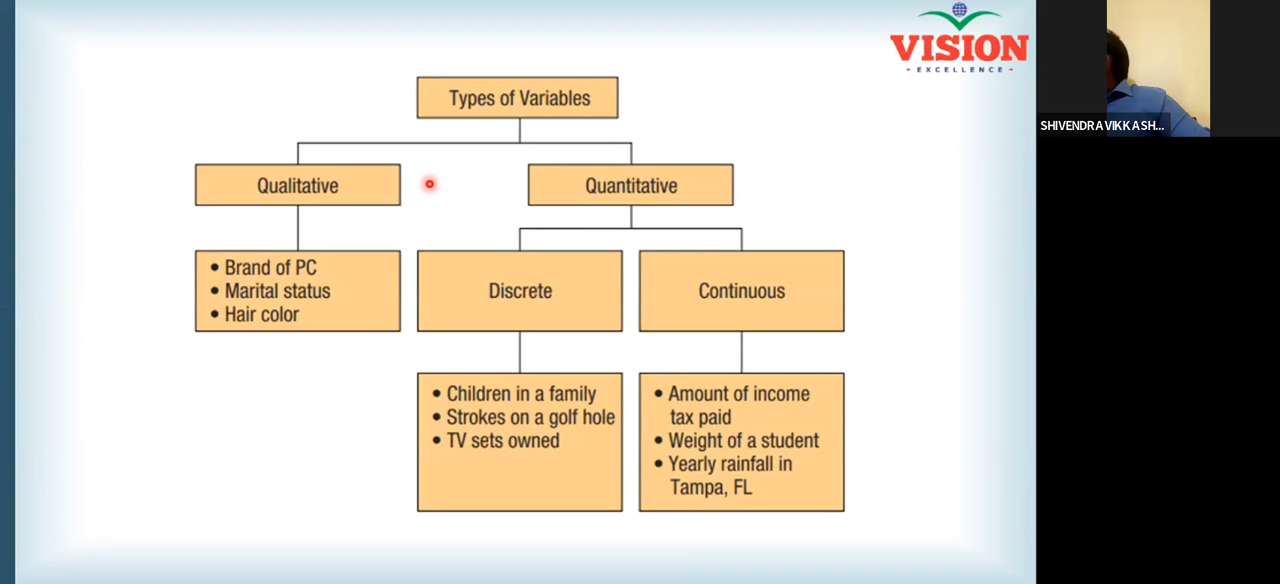 VISION
EXCELLENCE
SHIVENDRA VIKKASH...
Types of Variables
Qualitative
Quantitative
• Brand of PC
• Marital status
• Hair color
Discrete
Continuous
• Children in a family
• Strokes on a golf hole
• TV sets owned
• Amount of income
tax paid
• Weight of a student
• Yearly rainfall in
Tampa, FL